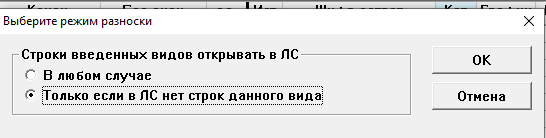 Выберите режим разноски
Строки введенных видов открывать в ЛС
В любом случае
Только если в ЛС нет строк данного вида
OK
Отмена